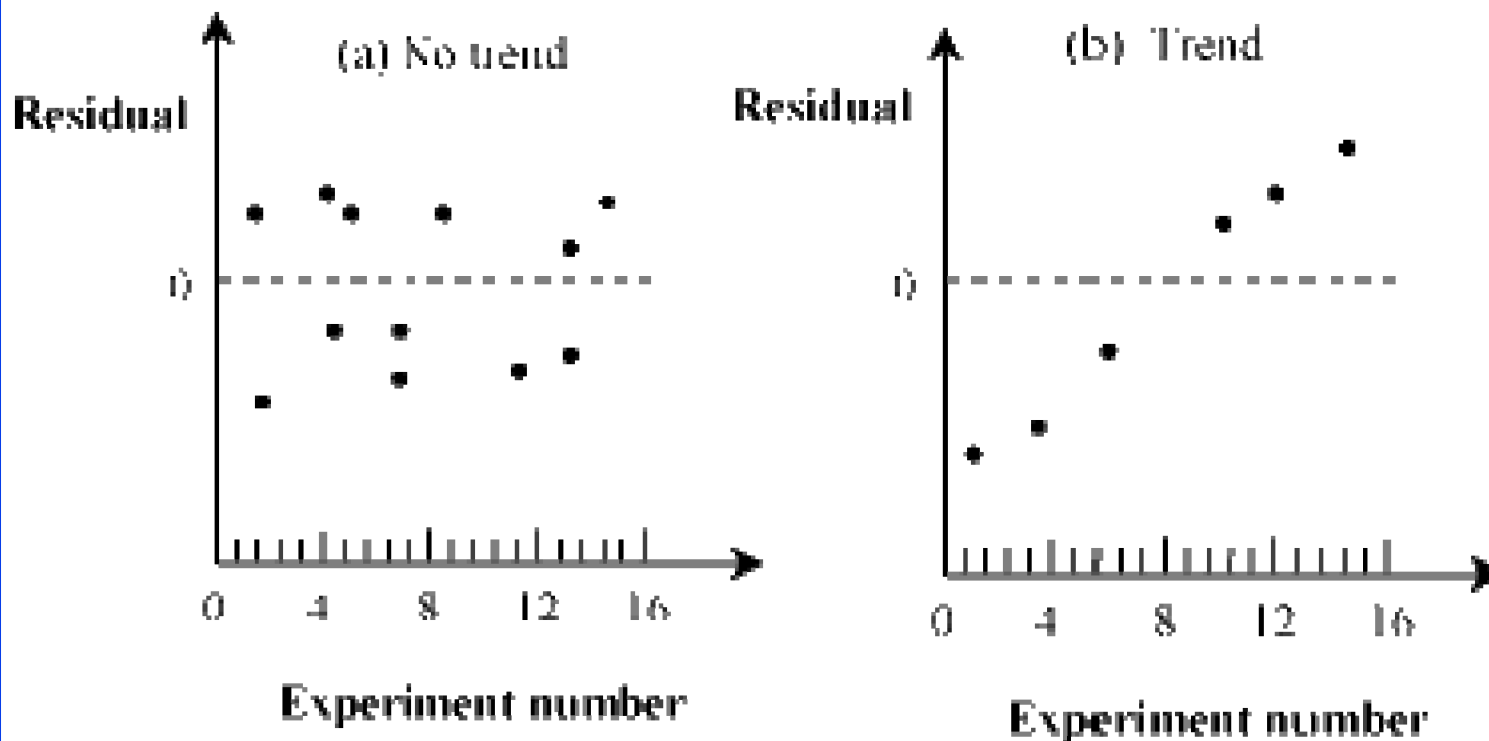 (a) No trend
Residual
0
0 4 8 12 16
Experiment number
(b) Trend
Residual
0
0 4 8 12 16
Experiment number